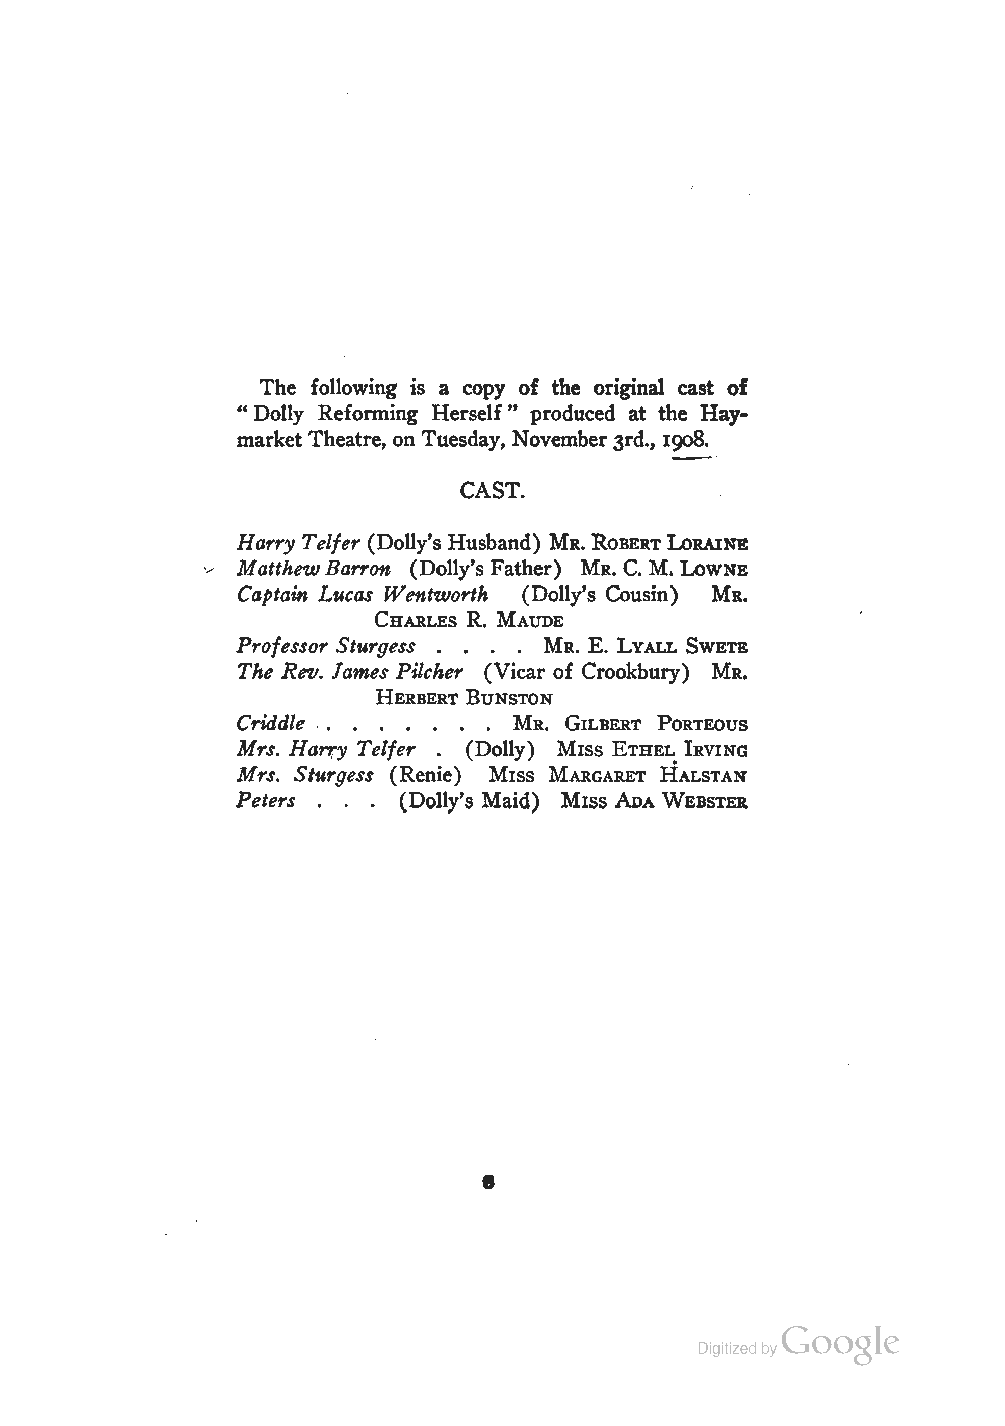 The following is a copy of the original cast of
“ Dolly Reforming Herself ” produced at the Hay-
market Theatre, on Tuesday, November 3rd., 1908.
CAST.
Harry Telfer (Dolly's Husband) MR. ROBERT LORAINE
Matthew Barron (Dolly's Father) MR. C. M. LOWNE
Captain Lucas Wentworth (Dolly's Cousin) MR.
CHARLES R. MAUDE
Professor Sturgess . . . . MR. E. LYALL SWETE
The Rev. James Pilcher (Vicar of Crookbury) MR.
HERBERT BUNSTON
Criddle . . . . . . . . MR. GILBERT PORTEOUS
Mrs. Harry Telfer . (Dolly) MISS ETHEL IRVING
Mrs. Sturgess (Renie) MISS MARGARET HALSTAN
Peters . . . (Dolly's Maid) MISS ADA WEBSTER
Digitized by Google